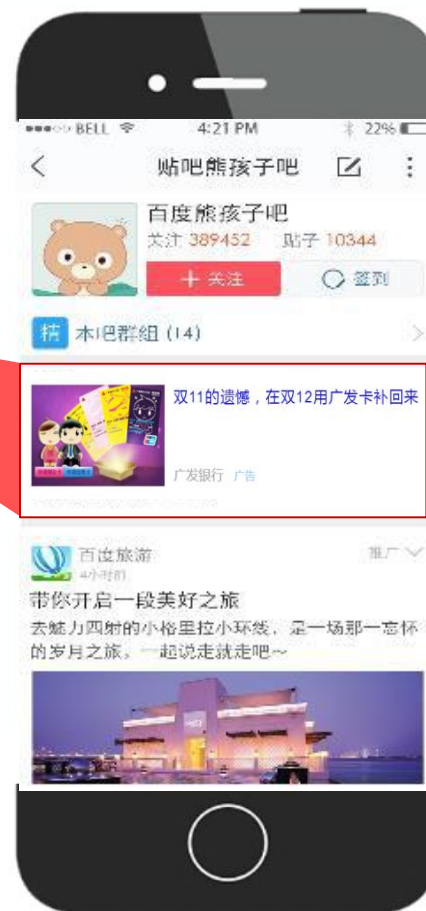 BELL 4:21 PM 22%
贴吧熊孩子吧
百度熊孩子吧
关注 389452 贴子 10344
十 关注 签到
精 本吧群组 (14)
双11的遗憾，在双12用广发卡补回来
广发银行 广告
百度旅游 推广
4小时前
带你开启一段美好之旅
去魅力四射的小格里拉小环线，是一场那一忘怀
的岁月之旅，一起说走就走吧～